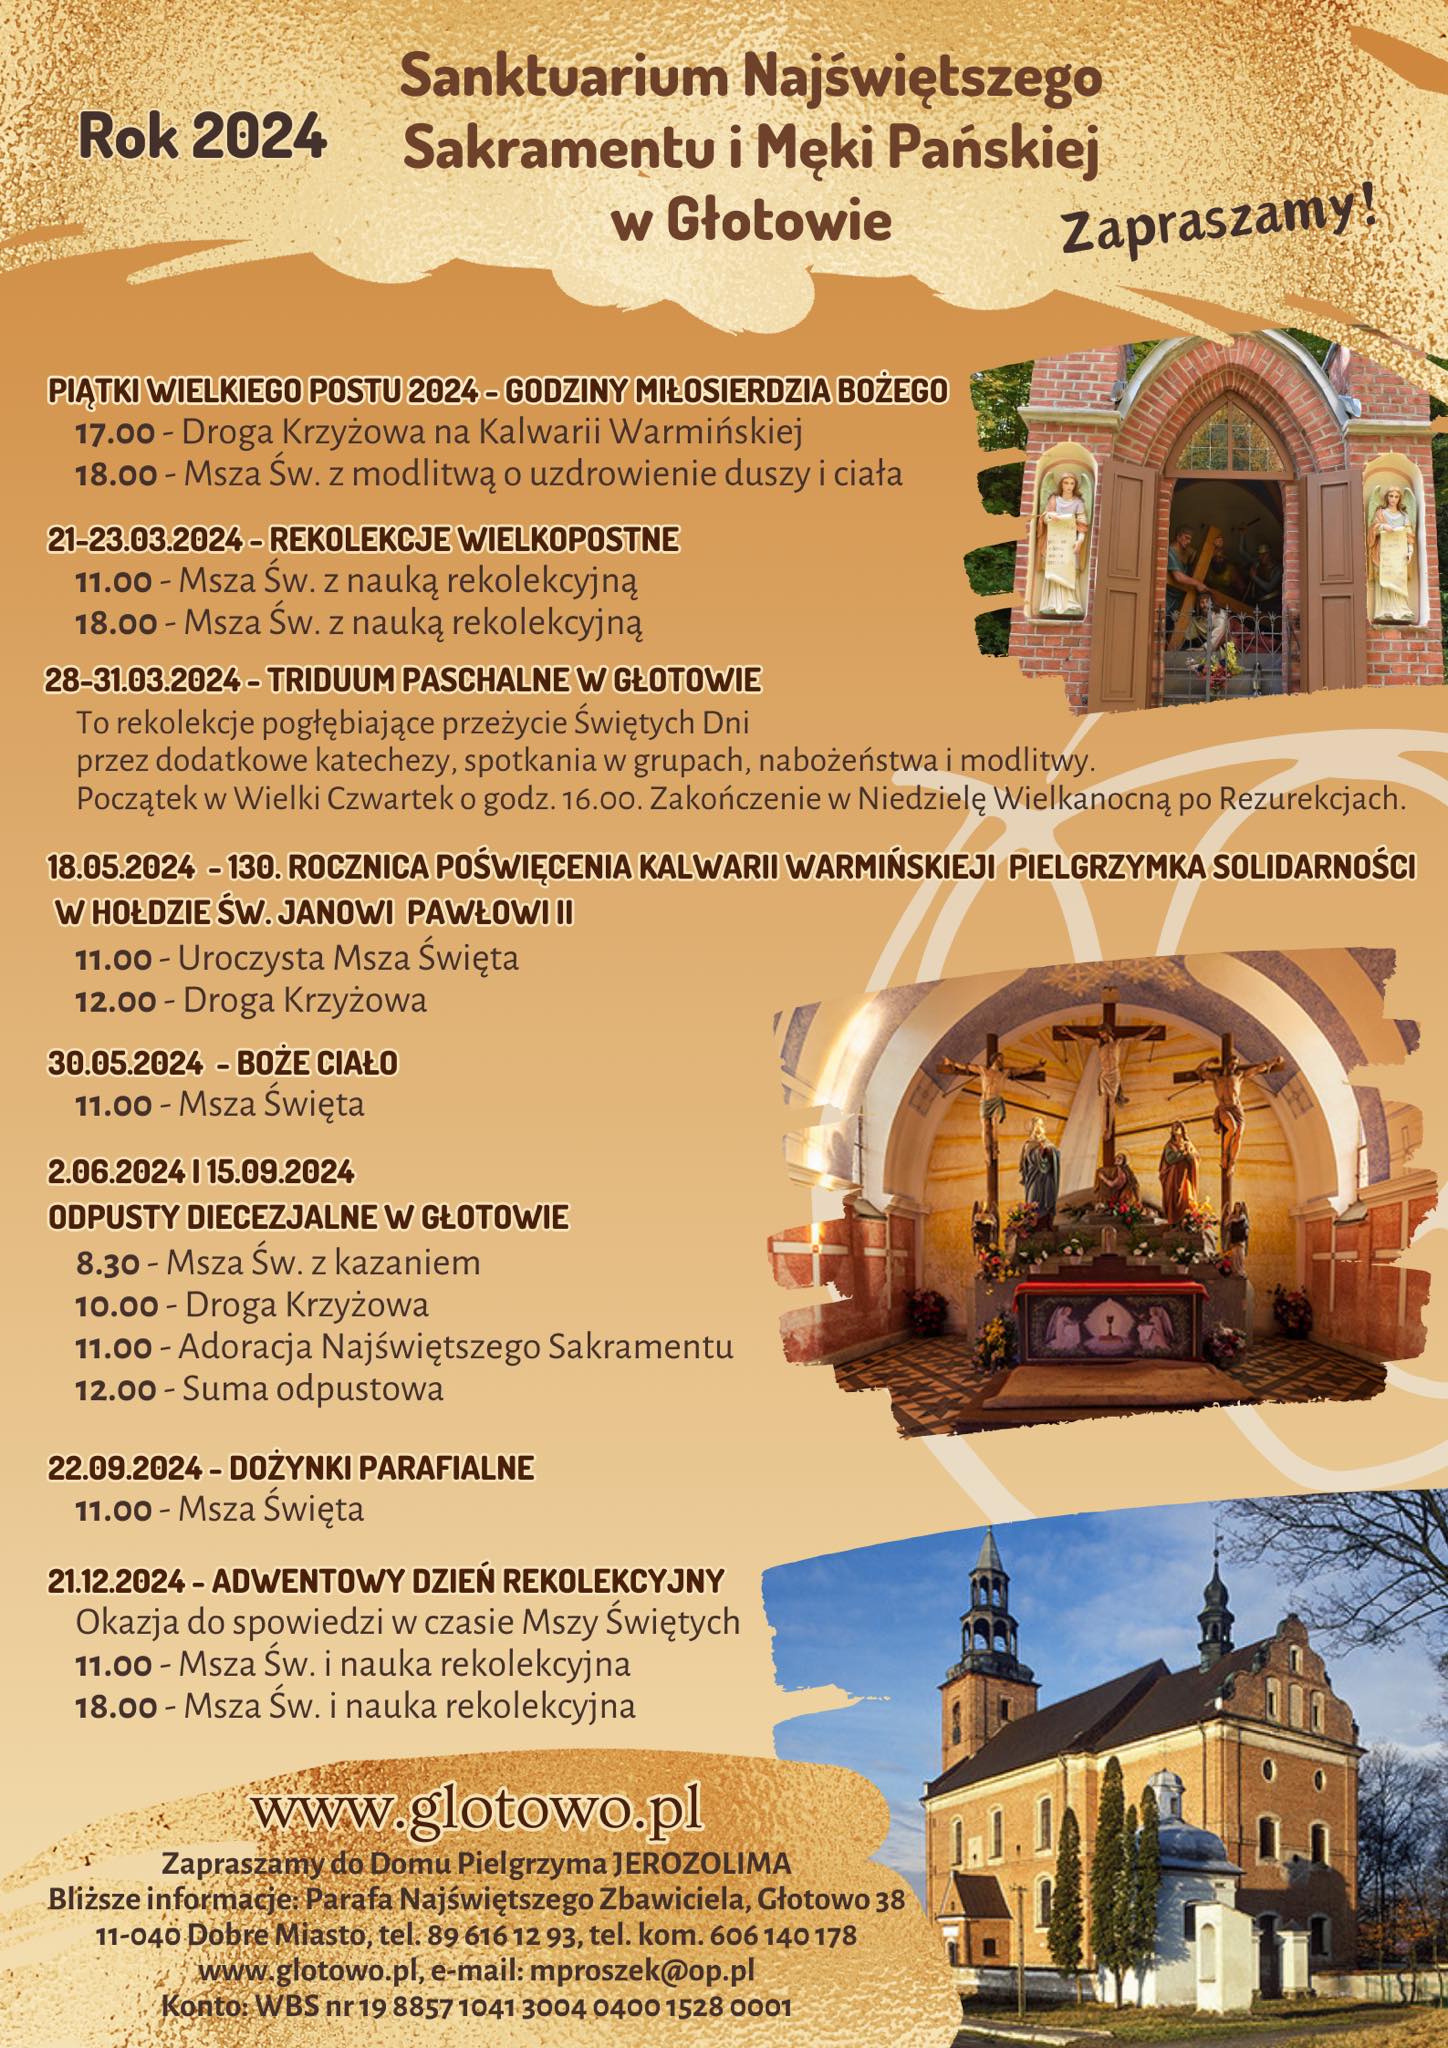 Rok 2024
Sanktuarium Najświętszego
Sakramentu i Męki Pańskiej
w Głotowie
Zapraszamy!
PIĄTKI WIELKIEGO POSTU 2024 - GODZINY MIŁOSIERDZIA BOŻEGO
17.00 - Droga Krzyżowa na Kalwarii Warmińskiej
18.00 - Msza Św. z modlitwą o uzdrowienie duszy i ciała
21-23.03.2024 - REKOLEKCJE WIELKOPOSTNE
11.00 - Msza Św. z nauką rekolekcyjną
18.00 - Msza Św. z nauką rekolekcyjną
28-31.03.2024 - TRIDUUM PASCHALNE W GŁOTOWIE
To rekolekcje pogłębiające przeżycie Świętych Dni
przez dodatkowe katechezy, spotkania w grupach, nabożeństwa i modlitwy.
Początek w Wielki Czwartek o godz. 16.00. Zakończenie w Niedzielę Wielkanocną po Rezurekcjach.
18.05.2024 - 130. ROCZNICA POŚWIĘCENIA KALWARII WARMIŃSKIEJI PIELGRZYMKA SOLIDARNOŚCI
W HOŁDZIE ŚW. JANOWI PAWŁOWI II
11.00 - Uroczysta Msza Święta
12.00 - Droga Krzyżowa
30.05.2024 - BOŻE CIAŁO
11.00 - Msza Święta
2.06.2024 I 15.09.2024
ODPUSTY DIECEZJALNE W GŁOTOWIE
8.30 - Msza Św. z kazaniem
10.00 - Droga Krzyżowa
11.00 - Adoracja Najświętszego Sakramentu
12.00 - Suma odpustowa
22.09.2024 - DOŻYNKI PARAFIALNE
11.00 - Msza Święta
21.12.2024 - ADWENTOWY DZIEŃ REKOLEKCYJNY
Okazja do spowiedzi w czasie Mszy Świętych
11.00 - Msza Św. i nauka rekolekcyjna
18.00 - Msza Św. i nauka rekolekcyjna
www.glotowo.pl
Zapraszamy do Domu Pielgrzyma JEROZOLIMA
Bliższe informacje: Parafa Najświętszego Zbawiciela, Głotowo 38
11-040 Dobre Miasto, tel. 89 616 12 93, tel. kom. 606 140 178
www.glotowo.pl, e-mail: mproszek@op.pl
Konto: WBS nr 19 8857 1041 3004 0400 1528 0001